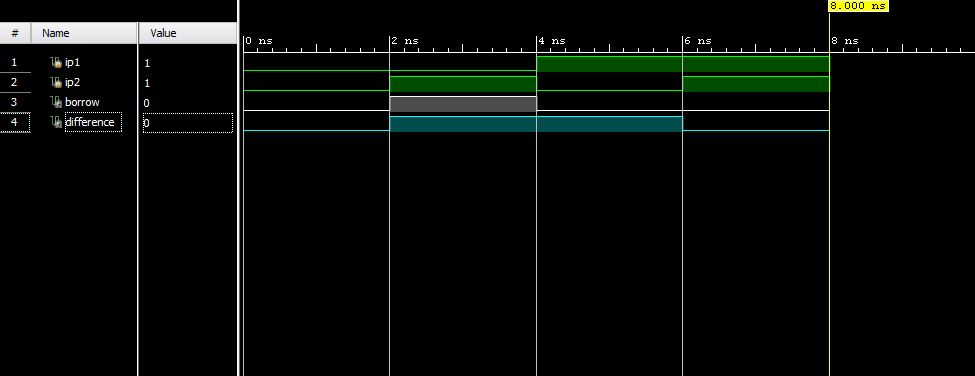 8.000 ns
# Name Value
0 ns 2 ns 4 ns 6 ns 8 ns
1 ip1 1
2 ip2 1
3 borrow 0
4 difference 0